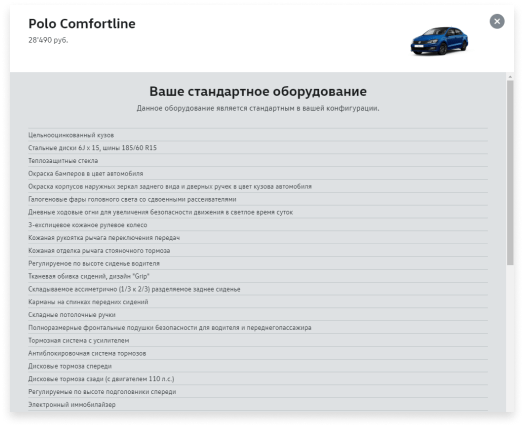 Polo Comfortline
28'490 руб.
Ваше стандартное оборудование
Данное оборудование является стандартным в вашей конфигурации.
Цельнооцинкованный кузов
Стальные диски 6J x 15, шины 185/60 R15
Теплозащитные стекла
Окраска бамперов в цвет автомобиля
Окраска корпусов наружных зеркал заднего вида и дверных ручек в цвет кузова автомобиля
Галогеновые фары головного света со сдвоенными рассеивателями
Дневные ходовые огни для увеличения безопасности движения в светлое время суток
3-хспицевое кожаное рулевое колесо
Кожаная рукоятка рычага переключения передач
Кожаная отделка рычага стояночного тормоза
Регулируемое по высоте сиденье водителя
Тканевая обивка сидений, дизайн "Grip"
Складываемое ассиметрично (1/3 к 2/3) разделяемое заднее сиденье
Карманы на спинках передних сидений
Складные потолочные ручки
Полноразмерные фронтальные подушки безопасности для водителя и переднегопассажира
Тормозная система с усилителем
Антиблокировочная система тормозов
Дисковые тормоза спереди
Дисковые тормоза сзади (с двигателем 110 л.с.)
Регулируемые по высоте подголовники спереди
Электронный иммобилайзер